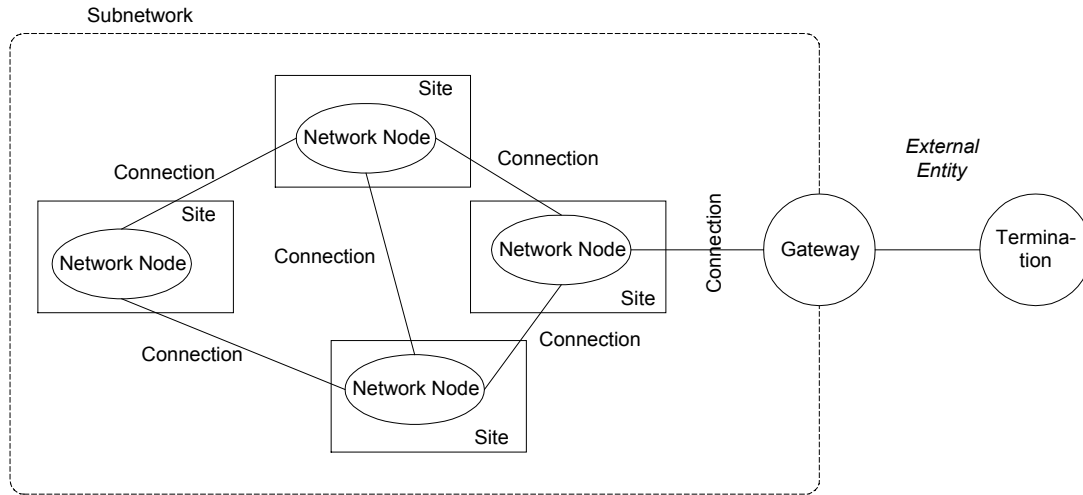 Subnetwork
Site
Network Node
Connection
Connection
External
Entity
Site
Network Node
Site
Network Node
Connection
Connection
Gateway
Termina-
tion
Site
Connection
Connection
Network Node
Site